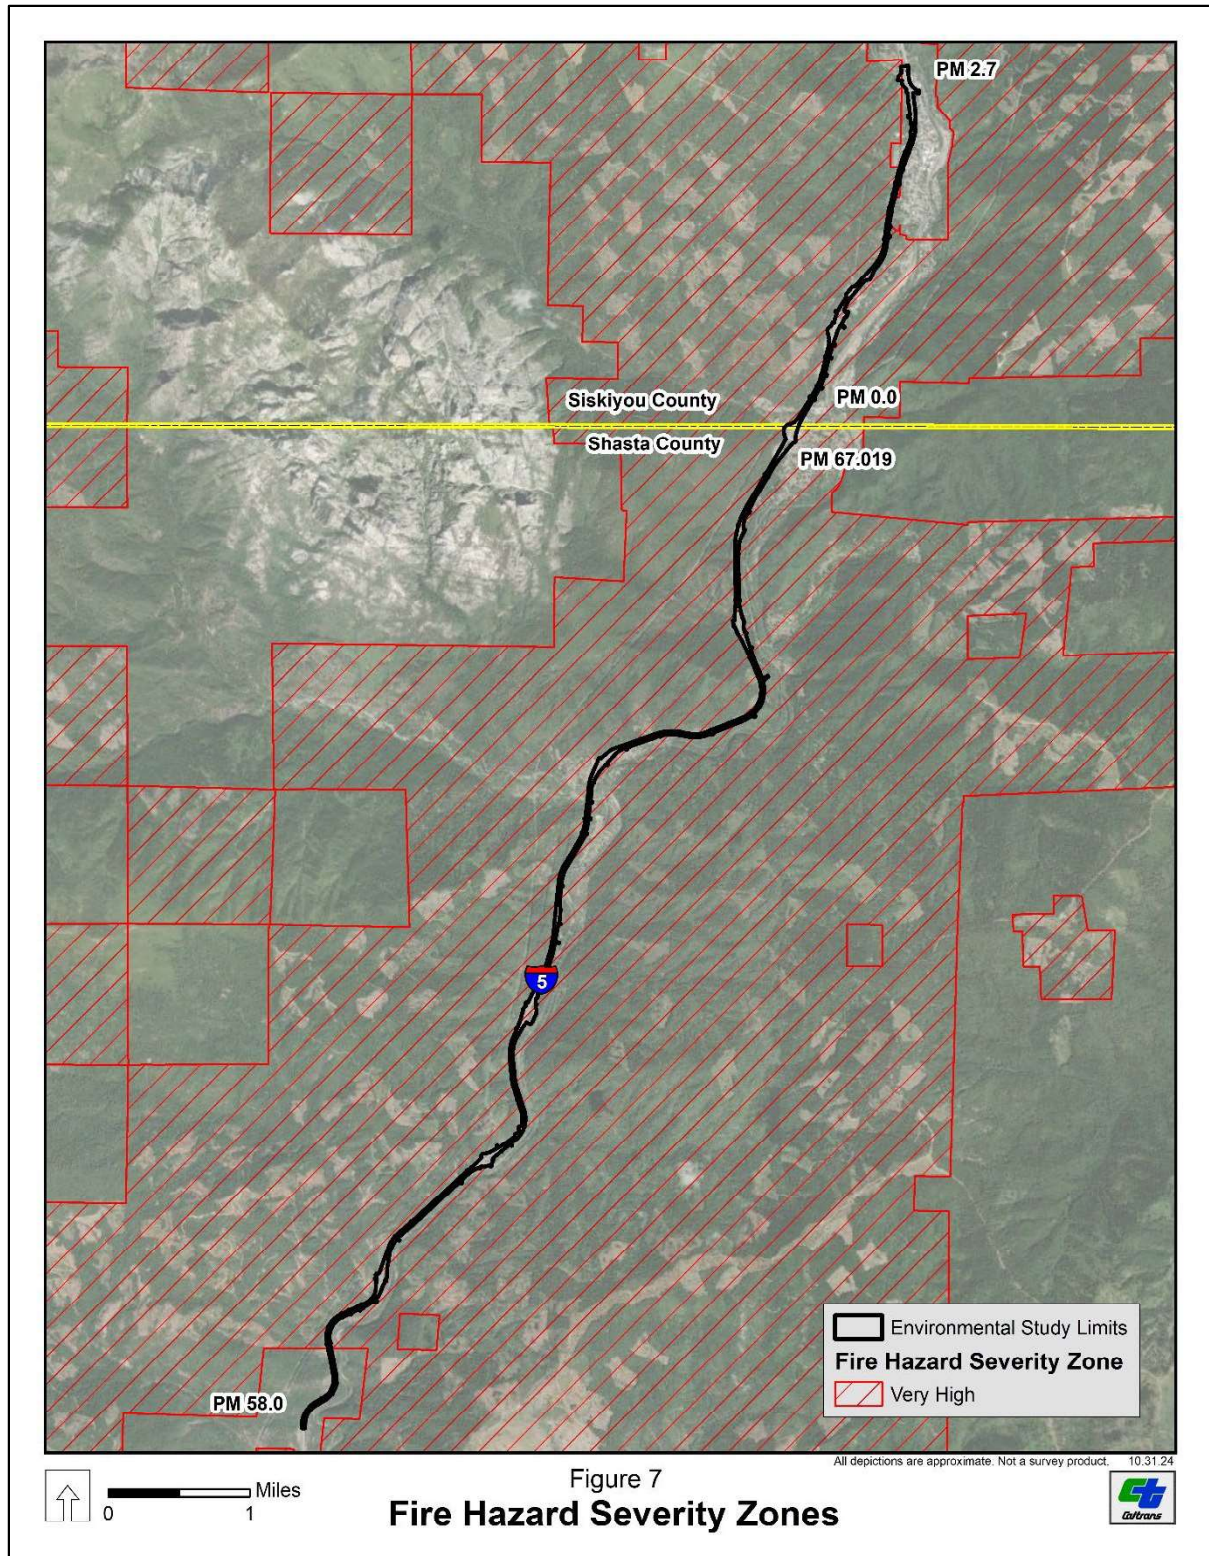 PM 2.7
Siskiyou County
PM 0.0
Shasta County
PM 67.019
5
PM 58.0
Environmental Study Limits
Fire Hazard Severity Zone
Very High
All depictions are approximate. Not a survey product. 10.31.24
Miles
0 1
Figure 7
Fire Hazard Severity Zones
Caltrans